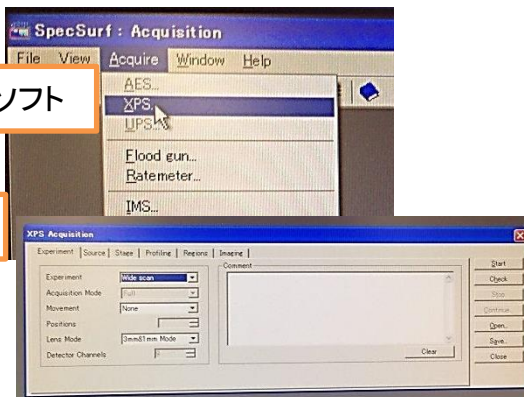 SpecSurf : Acquisition
File View Acquire Window Help
ソフト
AES...
XPS...
UPS...
Flood gun...
Ratemeter...
IMS...
XPS Acquisition
Experiment Source Stage Profiling Regions Imaging
Experiment Wide scan
Acquisition Mode Full
Movement None
Positions
Lens Mode 3mm&1mm Mode
Detector Channels
Comment
Clear
Start
Check
Stop
Continue...
Open...
Save...
Close